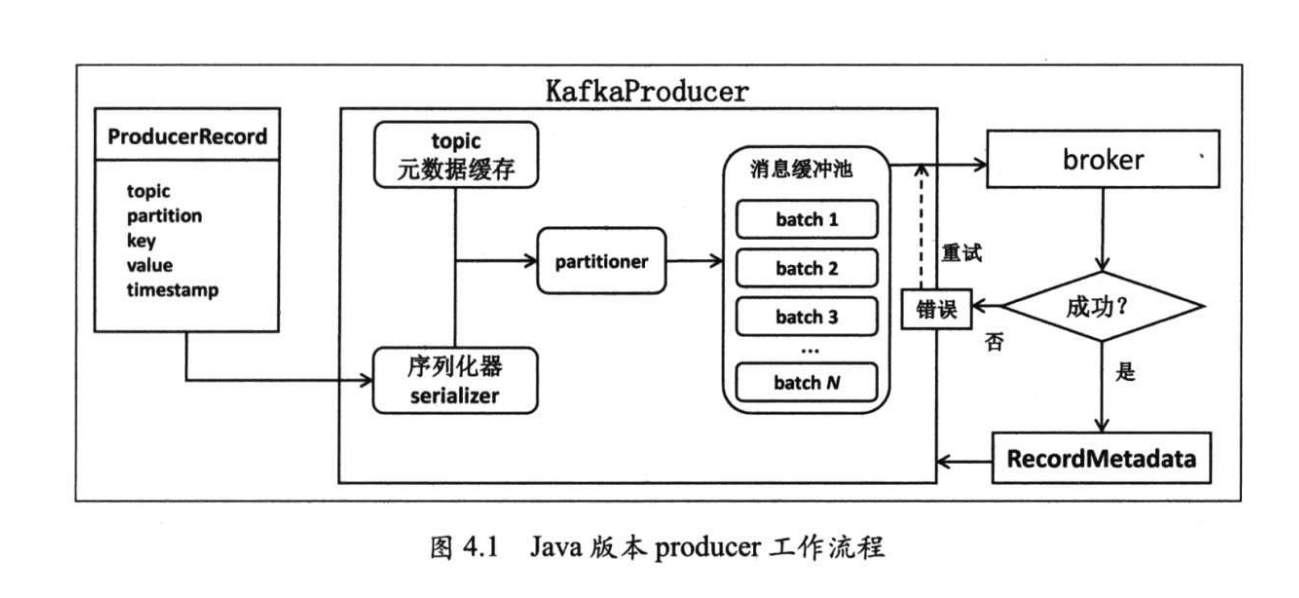 KafkaProducer
ProducerRecord
topic
partition
key
value
timestamp
topic
元数据缓存
序列化器
serializer
partitioner
消息缓冲池
batch 1
batch 2
batch 3
...
batch N
broker
重试
错误
成功?
否
是
RecordMetadata
图 4.1 Java 版本 producer 工作流程